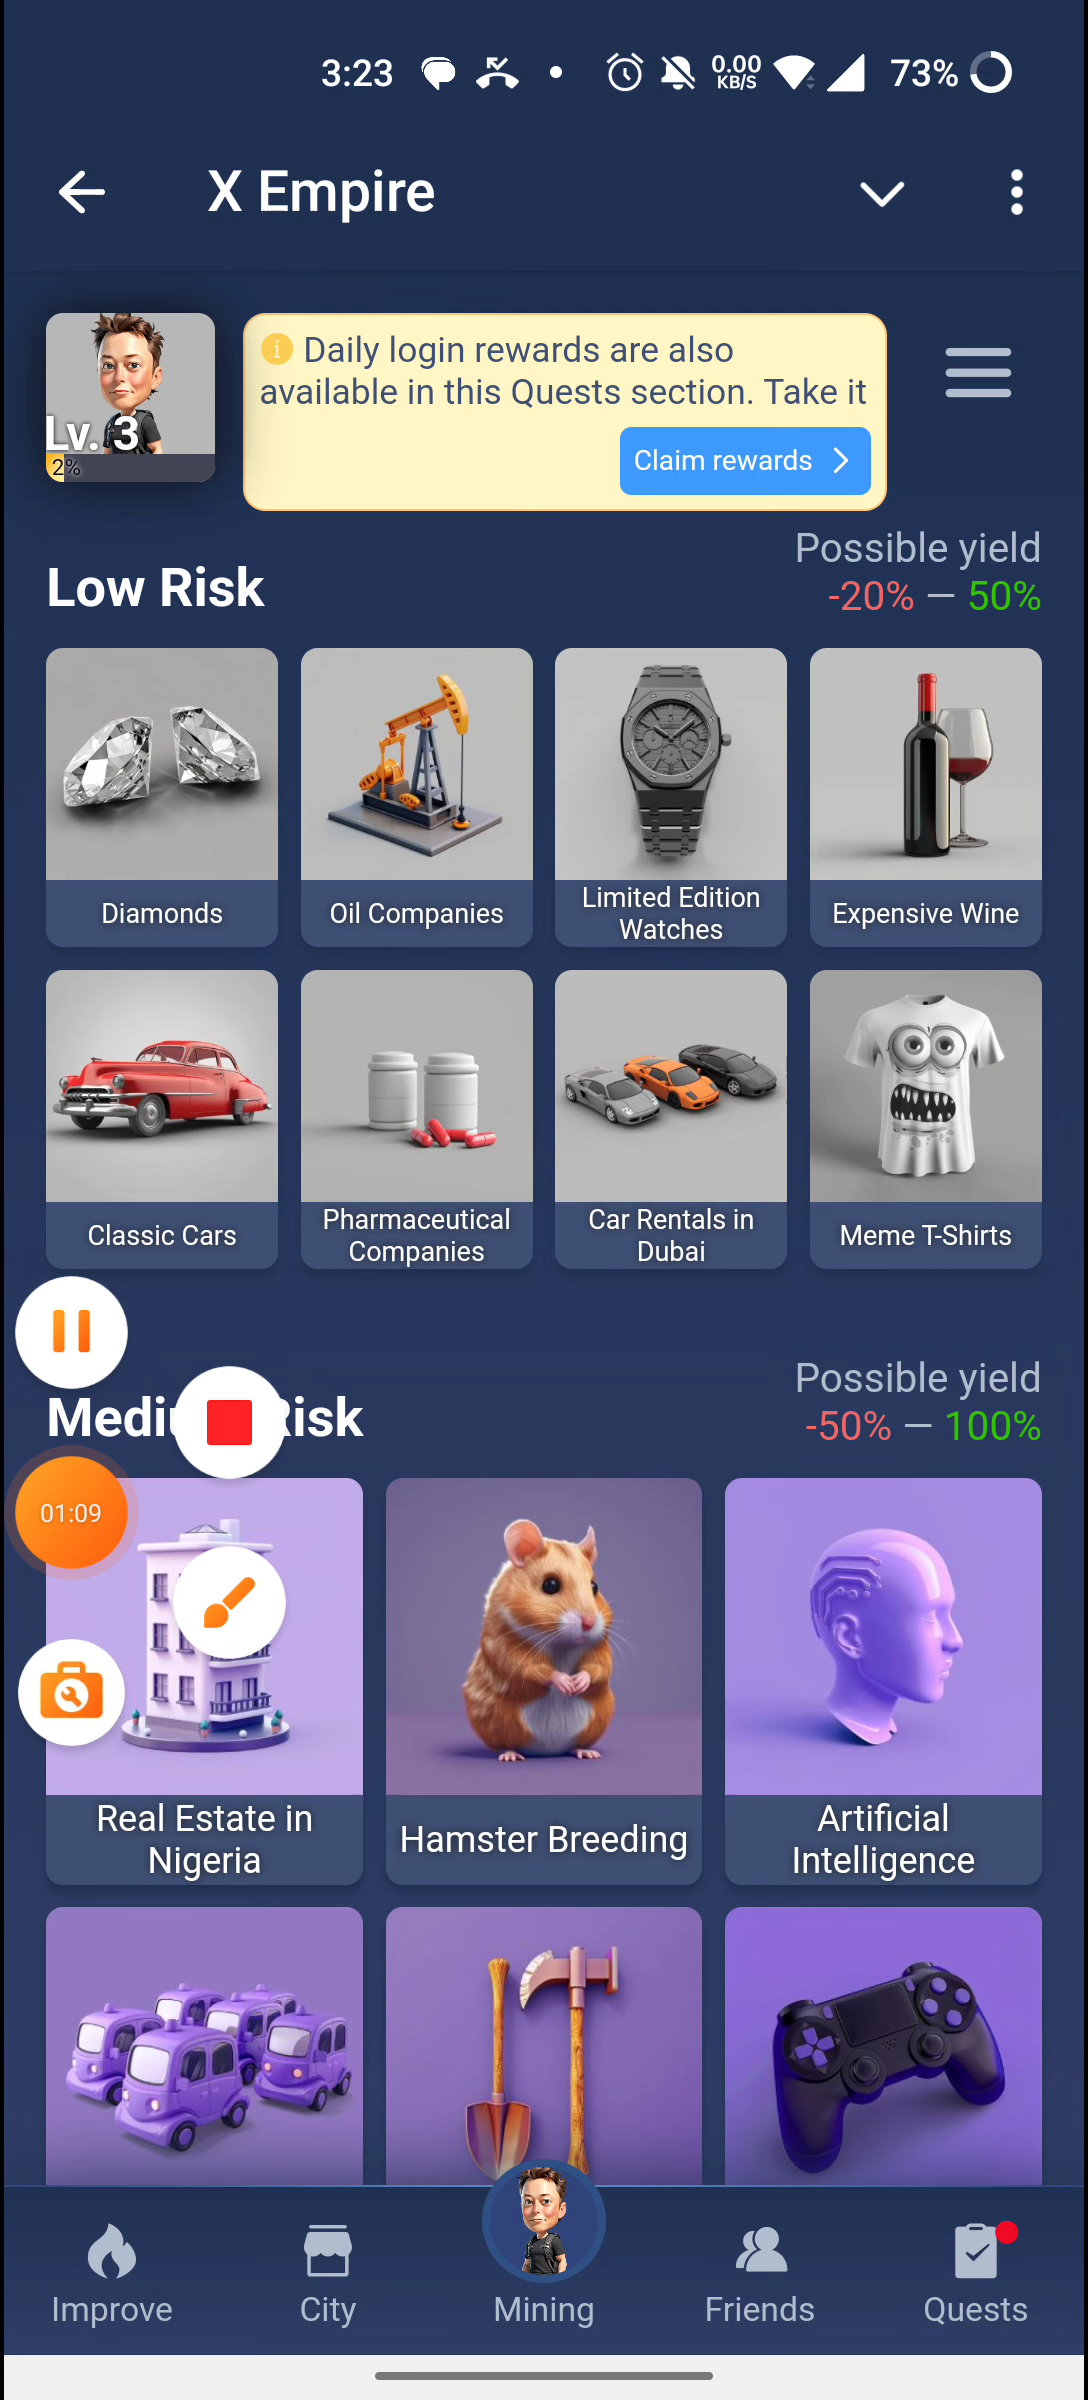 3:23
0.00
KB/S
73%
X Empire
Daily login rewards are also
available in this Quests section. Take it
Claim rewards
Lv. 3
2%
Possible yield
Low Risk
-20% — 50%
Diamonds
Oil Companies
Limited Edition
Watches
Expensive Wine
Classic Cars
Pharmaceutical
Companies
Car Rentals in
Dubai
Meme T-Shirts
Possible yield
Medi Risk
-50% — 100%
01:09
Real Estate in
Nigeria
Hamster Breeding
Artificial
Intelligence
Improve
City
Mining
Friends
Quests